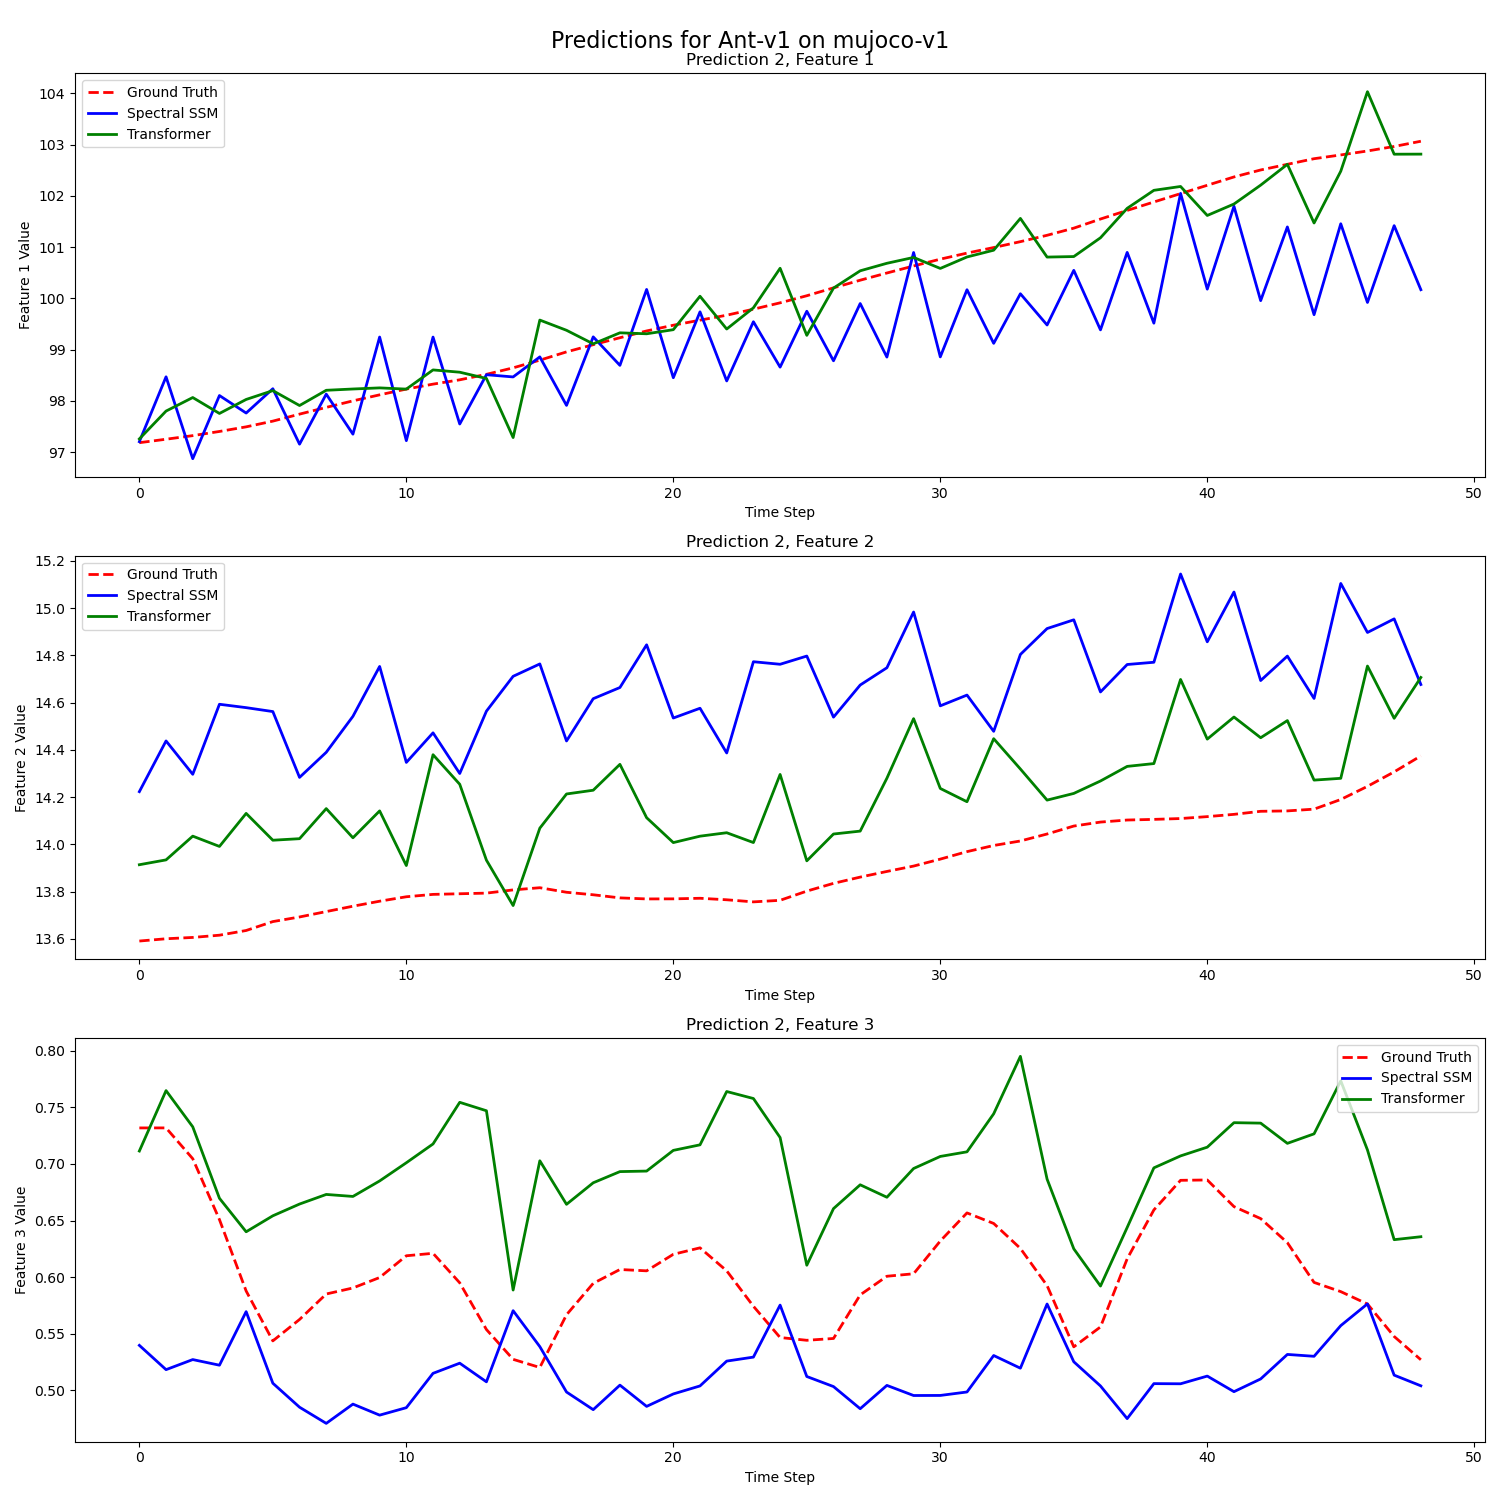 Predictions for Ant-v1 on mujoco-v1
Prediction 2, Feature 1
Ground Truth
Spectral SSM
Transformer
104
103
102
101
100
99
98
97
Feature 1 Value
0 10 20 30 40 50
Time Step
Prediction 2, Feature 2
Ground Truth
Spectral SSM
Transformer
15.2
15.0
14.8
14.6
14.4
14.2
14.0
13.8
13.6
Feature 2 Value
0 10 20 30 40 50
Time Step
Prediction 2, Feature 3
Ground Truth
Spectral SSM
Transformer
0.80
0.75
0.70
0.65
0.60
0.55
0.50
Feature 3 Value
0 10 20 30 40 50
Time Step